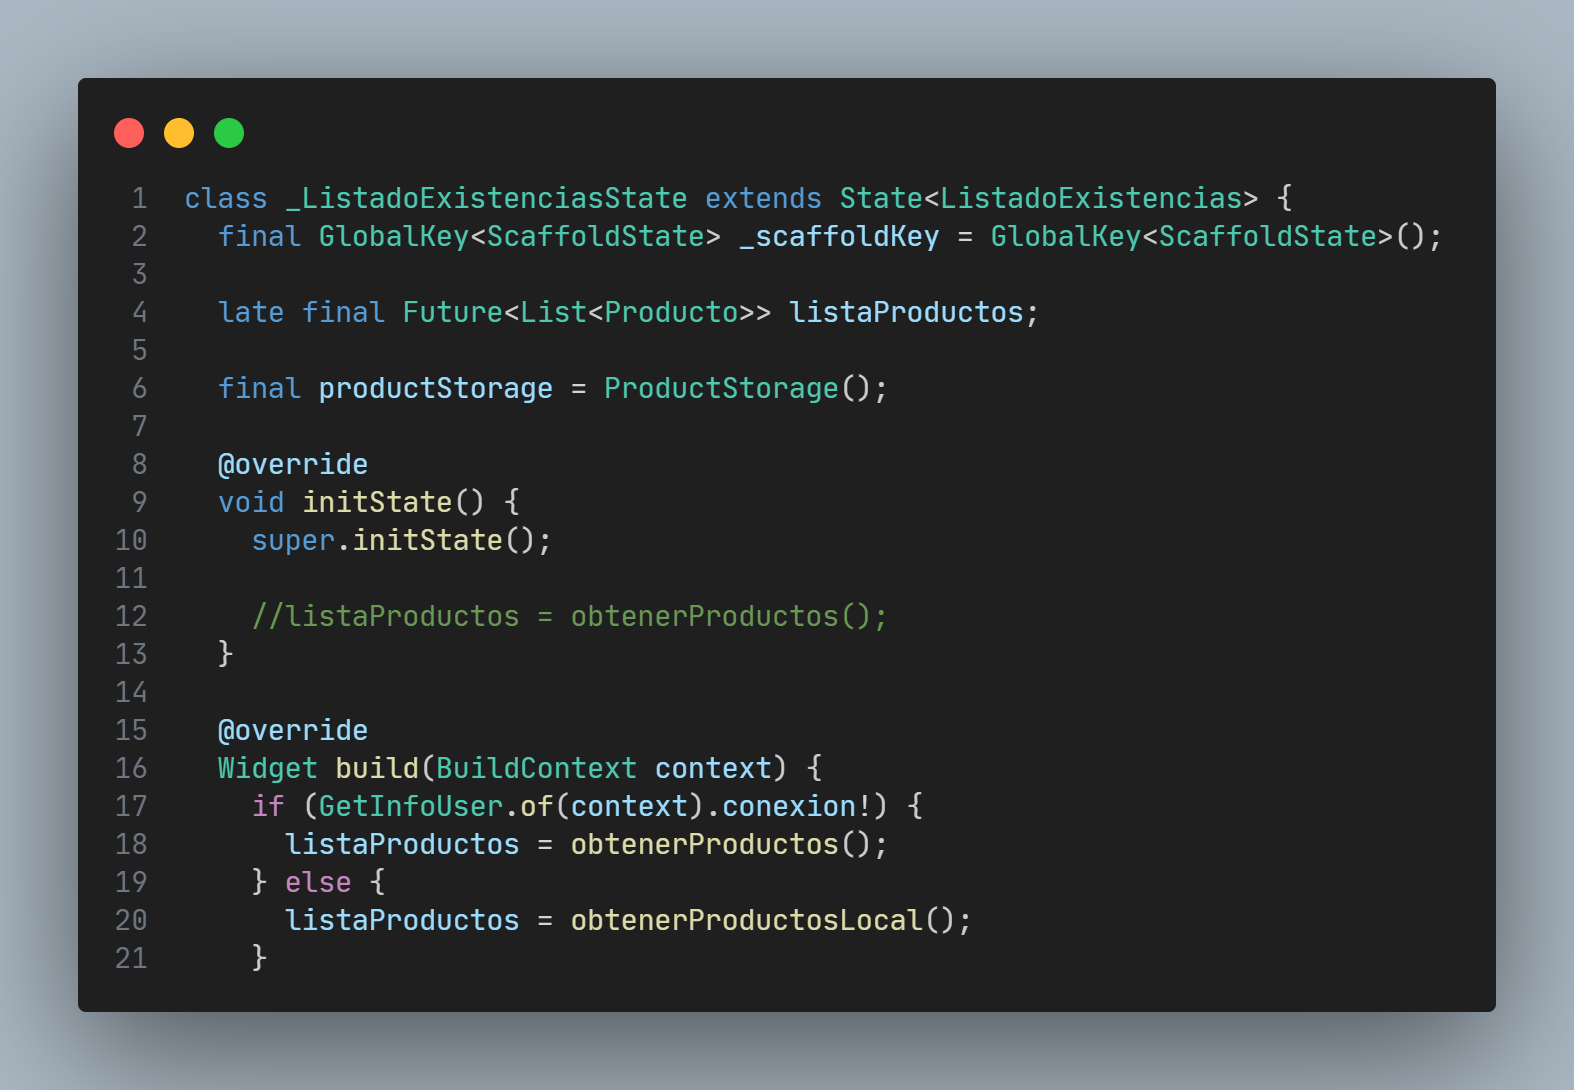 1 class _ListadoExistenciasState extends State<ListadoExistencias> {
2   final GlobalKey<ScaffoldState> _scaffoldKey = GlobalKey<ScaffoldState>();
3
4   late final Future<List<Producto>> listaProductos;
5
6   final productStorage = ProductStorage();
7
8   @override
9   void initState() {
10     super.initState();
11
12     //listaProductos = obtenerProductos();
13   }
14
15   @override
16   Widget build(BuildContext context) {
17     if (GetInfoUser.of(context).conexion!) {
18       listaProductos = obtenerProductos();
19     } else {
20       listaProductos = obtenerProductosLocal();
21     }